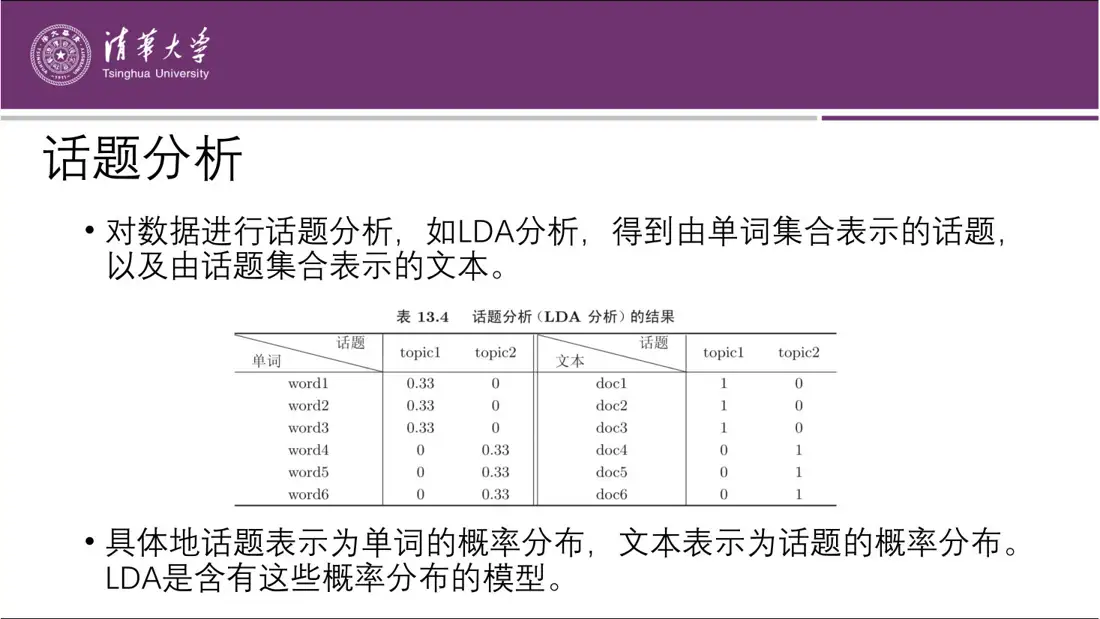 清华大学
Tsinghua University
话题分析
• 对数据进行话题分析，如LDA分析，得到由单词集合表示的话题，
以及由话题集合表示的文本。
表 13.4 话题分析（LDA 分析）的结果
话题 单词 topic1 topic2 话题 文本 topic1 topic2
word1 0.33 0 doc1 1 0
word2 0.33 0 doc2 1 0
word3 0.33 0 doc3 1 0
word4 0 0.33 doc4 0 1
word5 0 0.33 doc5 0 1
word6 0 0.33 doc6 0 1
• 具体地话题表示为单词的概率分布，文本表示为话题的概率分布。
LDA是含有这些概率分布的模型。